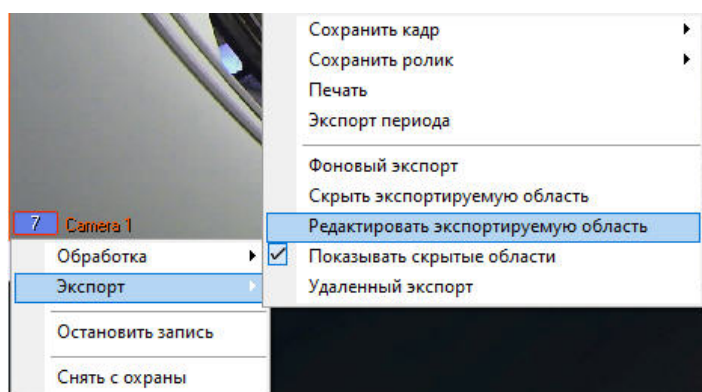 Сохранить кадр
Сохранить ролик
Печать
Экспорт периода
Фоновый экспорт
Скрыть экспортируемую область
Редактировать экспортируемую область
Показывать скрытые области
Удаленный экспорт
7 Camera 1
Обработка
Экспорт
Остановить запись
Снять с охраны